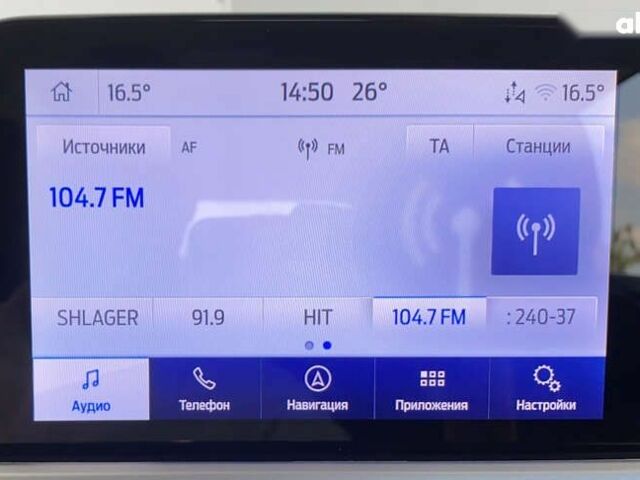 16.5° 14:50 26° 16.5°
Источники AF FM TA Станции
104.7 FM
SHLAGER 91.9 HIT 104.7 FM : 240-37
Аудио Телефон Навигация Приложения Настройки